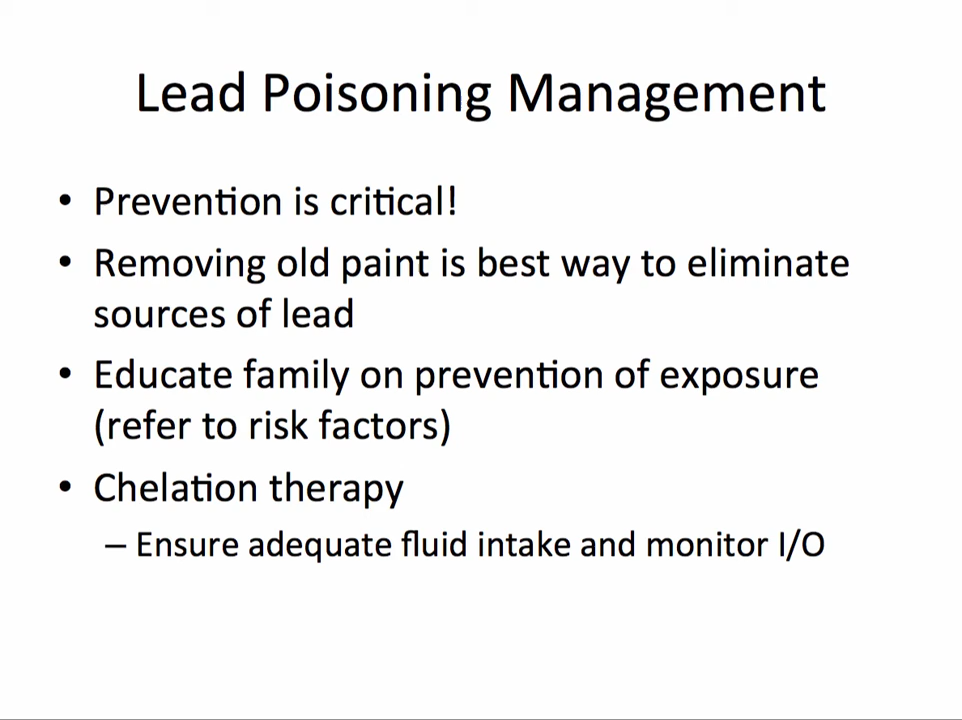 Lead Poisoning Management
• Prevention is critical!
• Removing old paint is best way to eliminate
sources of lead
• Educate family on prevention of exposure
(refer to risk factors)
• Chelation therapy
– Ensure adequate fluid intake and monitor I/O